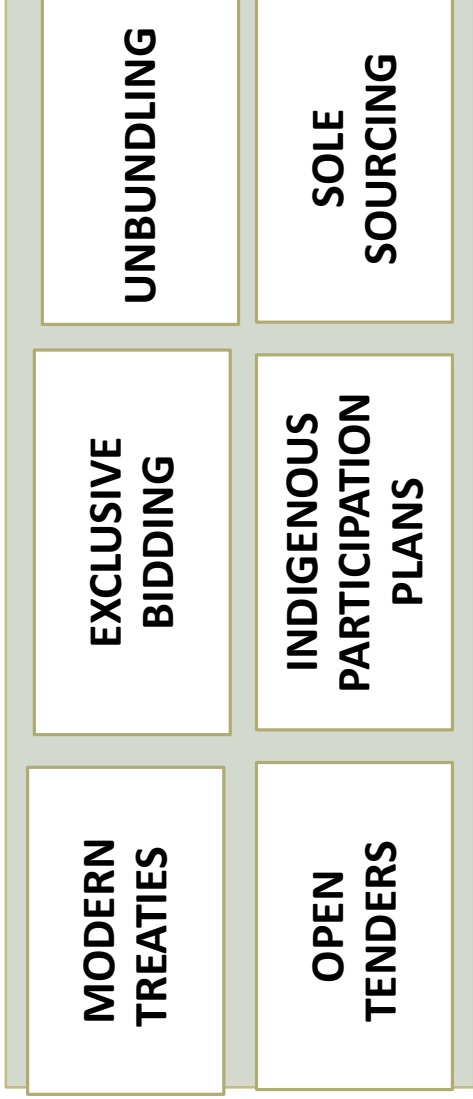 MODERN
TREATIES
EXCLUSIVE
BIDDING
UNBUNDLING
OPEN
TENDERS
INDIGENOUS
PARTICIPATION
PLANS
SOLE
SOURCING